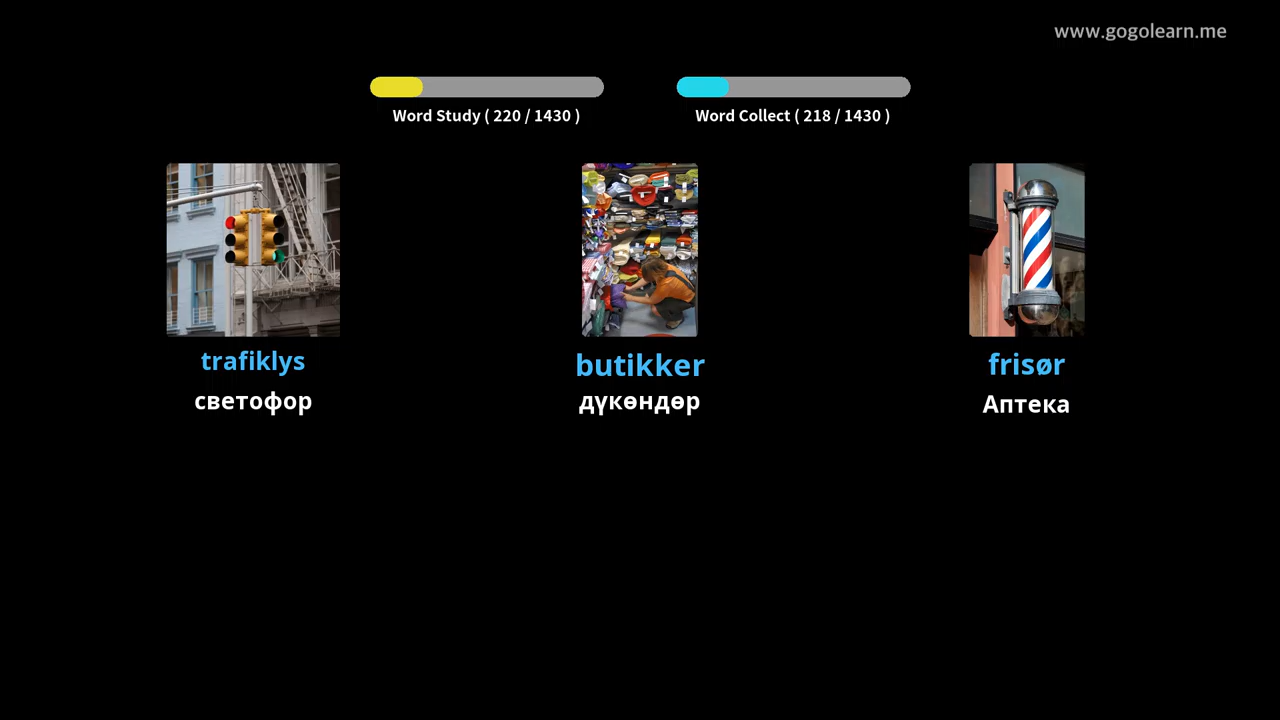 www.gogolearn.me
Word Study ( 220 / 1430 )
Word Collect ( 218 / 1430 )
trafiklys
butikker
frisør
светофор
дүкөндөр
Аптека